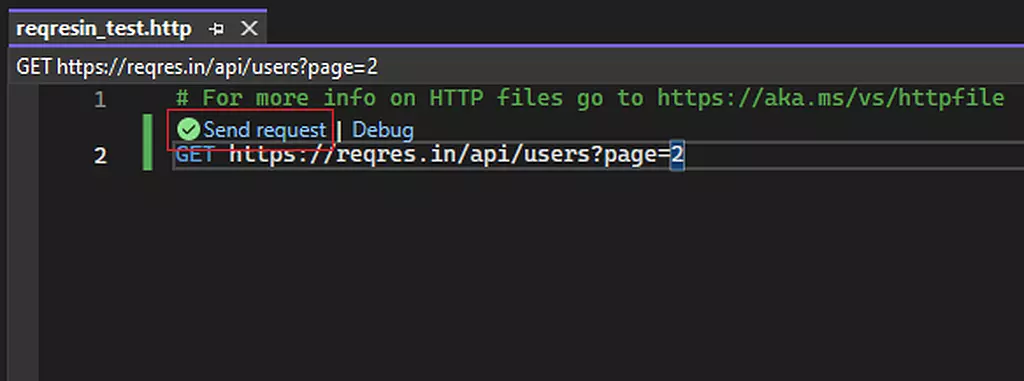 reqresin_test.http
GET https://reqres.in/api/users?page=2
1 # For more info on HTTP files go to https://aka.ms/vs/httpfile
Send request | Debug
2 GET https://reqres.in/api/users?page=2